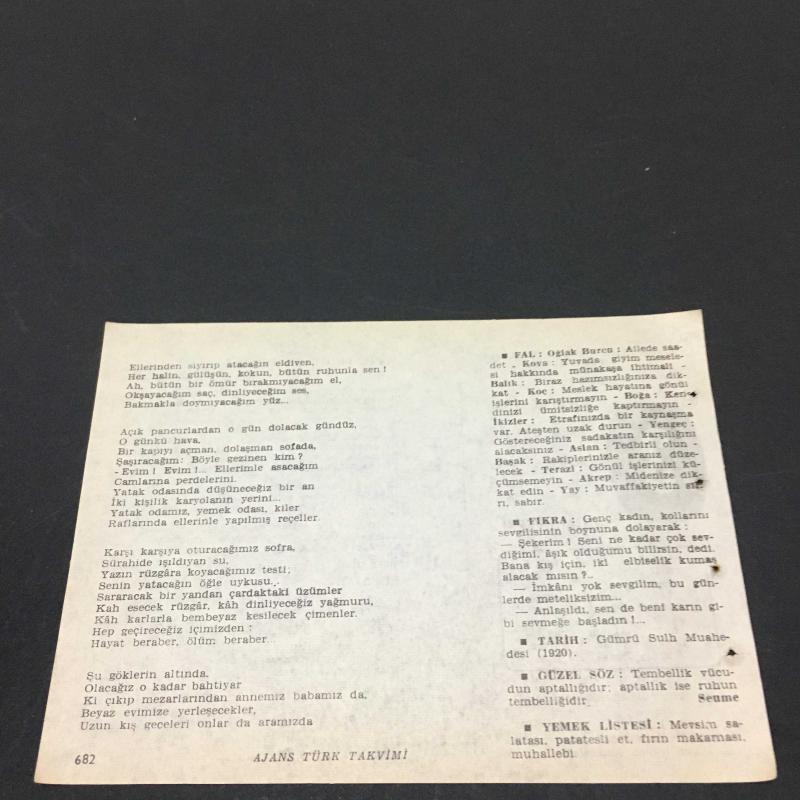 Ellerinden sıyırıp atacağın eldiven,
Her halin, gülüşün, kokun, bütün ruhunla sen !
Ah, bütün bir ömür bırakmıyacağım el,
Okşayacağım saç, dinliyeceğim ses,
Bakmakla doymıyacağım yüz...
Açık pancurlardan o gün dolacak gündüz,
O günkü hava,
Bir kapıyı açman, dolaşman sofada,
Şaşıracağım: Böyle gezinen kim ?
- Evim ! Evim !... Ellerimle asacağım
Camlarına perdelerini.
Yatak odasında düşüneceğiz bir an
İki kişilik karyolanın yerini...
Yatak odamız, yemek odası, kiler
Raflarında ellerinle yapılmış reçeller.
Karşı karşıya oturacağımız sofra,
Sürahide ışıldıyan su,
Yazın rüzgâra koyacağımız testi;
Senin yatacağın öğle uykusu..
Sararacak bir yandan çardaktaki üzümler
Kah esecek rüzgâr, kâh dinliyeceğiz yağmuru,
Kâh karlarla bembeyaz kesilecek çimenler.
Hep geçireceğiz içimizden :
Hayat beraber, ölüm beraber...
Şu göklerin altında,
Olacağız o kadar bahtiyar
Ki çıkıp mezarlarından annemiz babamız da,
Beyaz evimize yerleşecekler,
Uzun kış geceleri onlar da aramızda
682
AJANS TÜRK TAKVİMİ
■ FAL : Oğlak Burcu : Ailede saa-
det - Kova : Yuvada giyim mesele-
si hakkında münakaşa ihtimali -
Balık : Biraz hazımsızlığınıza dik-
kat - Koç : Meslek hayatına gönül
işlerini karıştırmayın - Boğa : Ken-
dinizi ümitsizliğe kaptırmayın -
İkizler : Etrafınızda bir kaynaşma
var. Ateşten uzak durun - Yengeç :
Göstereceğiniz sadakatın karşılığını
alacaksınız - Aslan : Tedbirli olun -
Başak : Rakiplerinizle aranız düze-
lecek - Terazi : Gönül işlerinizi kü-
çümsemeyin - Akrep : Midenize dik-
kat edin - Yay : Muvaffakiyetin sır-
rı, sabır.
■ FIKRA : Genç kadın, kollarını
sevgilisinin boynuna dolayarak :
— Şekerim ! Seni ne kadar çok sev-
diğimi, âşık olduğumu bilirsin, dedi.
Bana kış için, iki elbiselik kumaş
alacak mısın ?..
— İmkânı yok sevgilim, bu gün-
lerde meteliksizim...
— Anlaşıldı, sen de beni karın gi-
bi sevmeğe başladın !...
■ TARİH : Gümrü Sulh Muahe-
desi (1920).
■ GÜZEL SÖZ : Tembellik vücu-
dun aptallığıdır; aptallık ise ruhun
tembelliğidir. Seume
■ YEMEK LİSTESİ : Mevsim sa-
latası, patatesli et, fırın makarnası,
muhallebi.